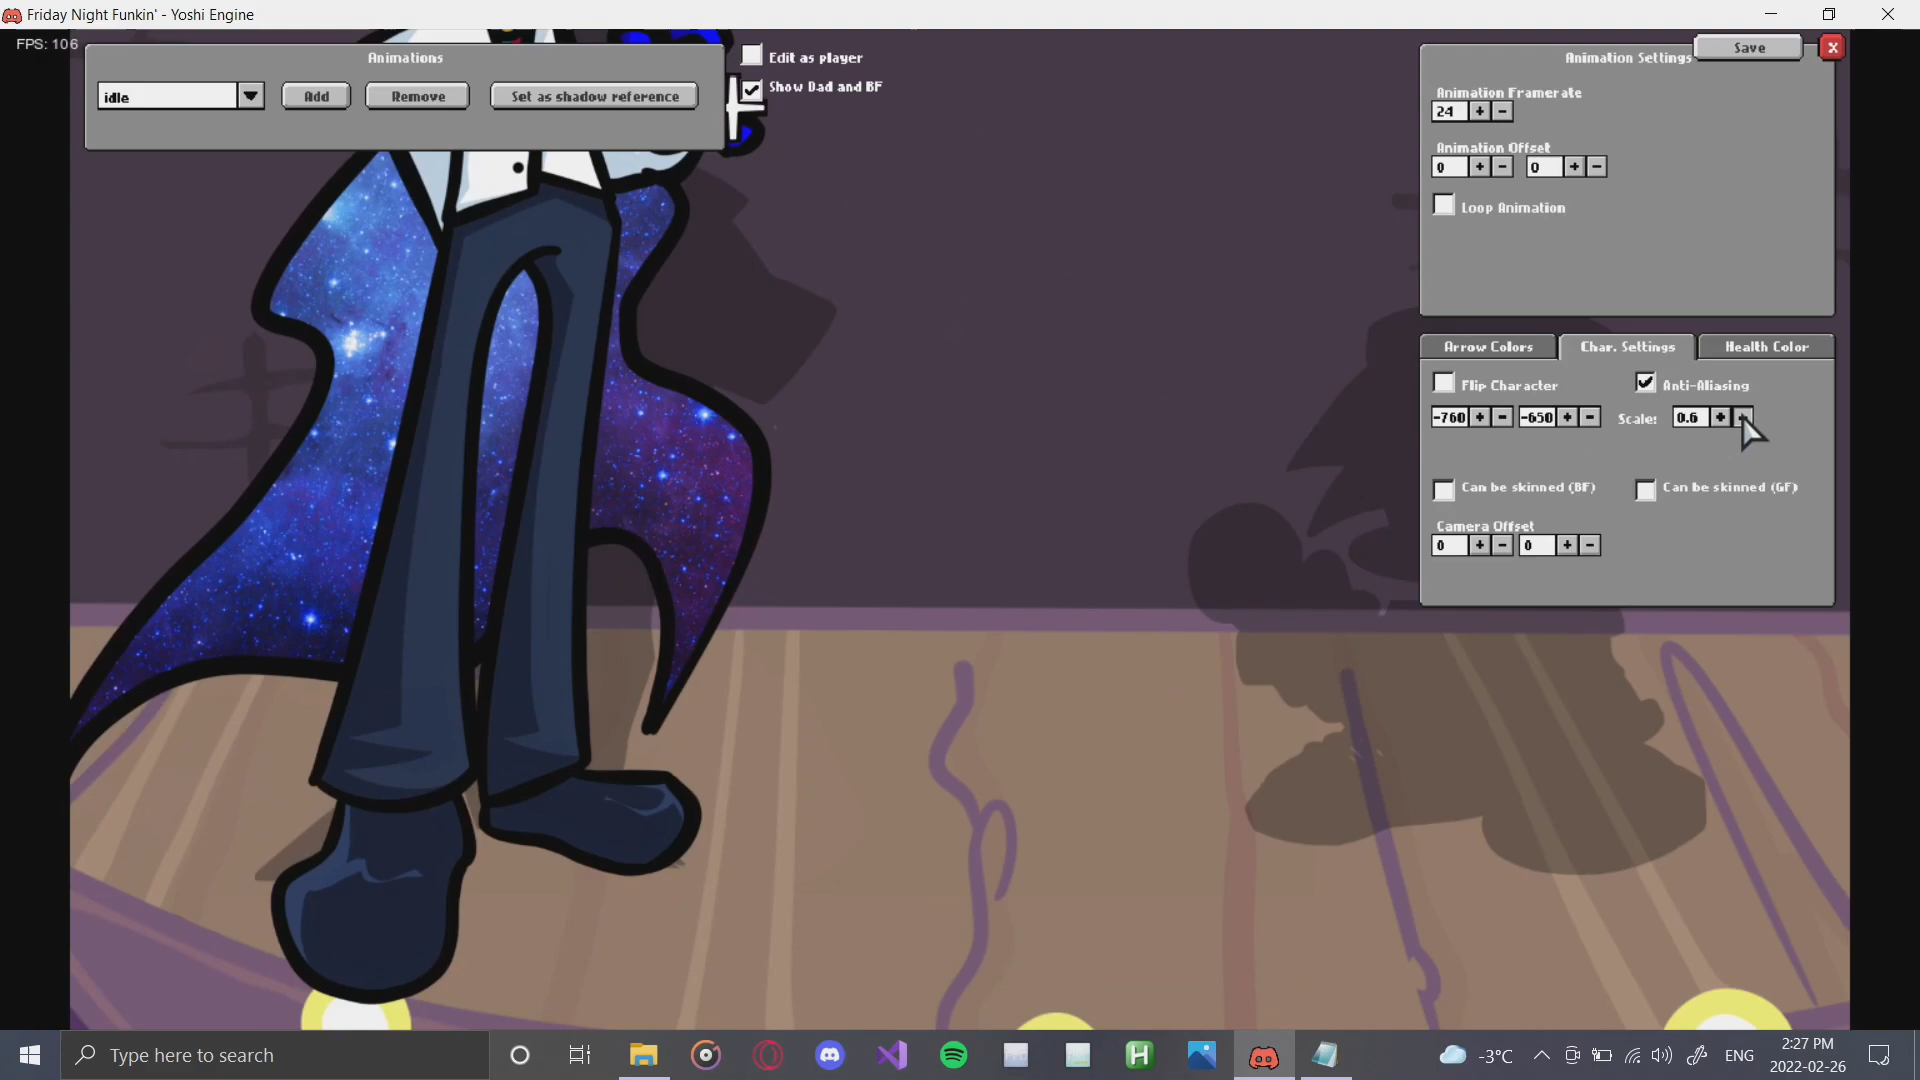 Friday Night Funkin' - Yoshi Engine
FPS: 106
Animations
idle
Add
Remove
Set as shadow reference
Edit as player
Show Dad and BF
Save
X
Animation Settings
Animation Framerate
24 + -
Animation Offset
0 + - 0 + -
Loop Animation
Arrow Colors
Char. Settings
Health Color
Flip Character
Anti-Aliasing
-760 + - -650 + - Scale: 0.6 +
Can be skinned (BF)
Can be skinned (GF)
Camera Offset
0 + - 0 + -
Type here to search
-3°C
ENG
2:27 PM
2022-02-26